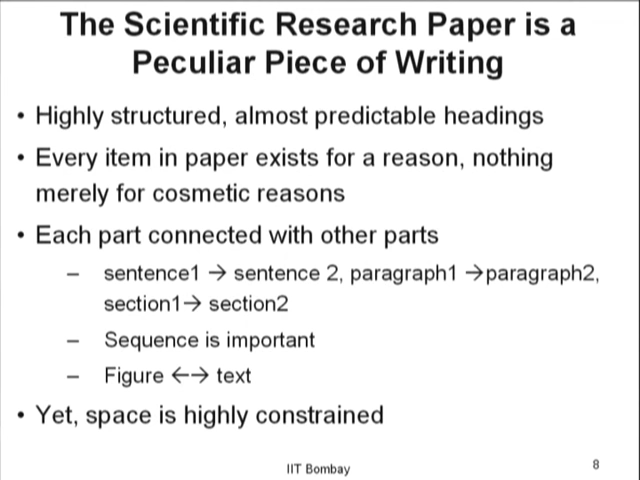 The Scientific Research Paper is a
Peculiar Piece of Writing
• Highly structured, almost predictable headings
• Every item in paper exists for a reason, nothing
merely for cosmetic reasons
• Each part connected with other parts
– sentence1 → sentence 2, paragraph1 →paragraph2,
section1→ section2
– Sequence is important
– Figure ←→ text
• Yet, space is highly constrained
IIT Bombay
8